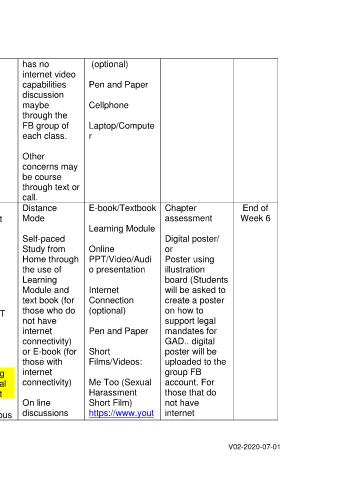 has no
internet video
capabilities
discussion
maybe
through the
FB group of
each class.
Other
concerns may
be course
through text or
call.
(optional)
Pen and Paper
Cellphone
Laptop/Compute
r
t
T
g
al
t
ous
Distance
Mode
Self-paced
Study from
Home through
the use of
Learning
Module and
text book (for
those who do
not have
internet
connectivity)
or E-book (for
those with
internet
connectivity)
On line
discussions
E-book/Textbook
Learning Module
Online
PPT/Video/Audi
o presentation
Internet
Connection
(optional)
Pen and Paper
Short
Films/Videos:
Me Too (Sexual
Harassment
Short Film)
https://www.yout
Chapter
assessment
Digital poster/
or
Poster using
illustration
board (Students
will be asked to
create a poster
on how to
support legal
mandates for
GAD.. digital
poster will be
uploaded to the
group FB
account. For
those that do
not have
internet
End of
Week 6
V02-2020-07-01